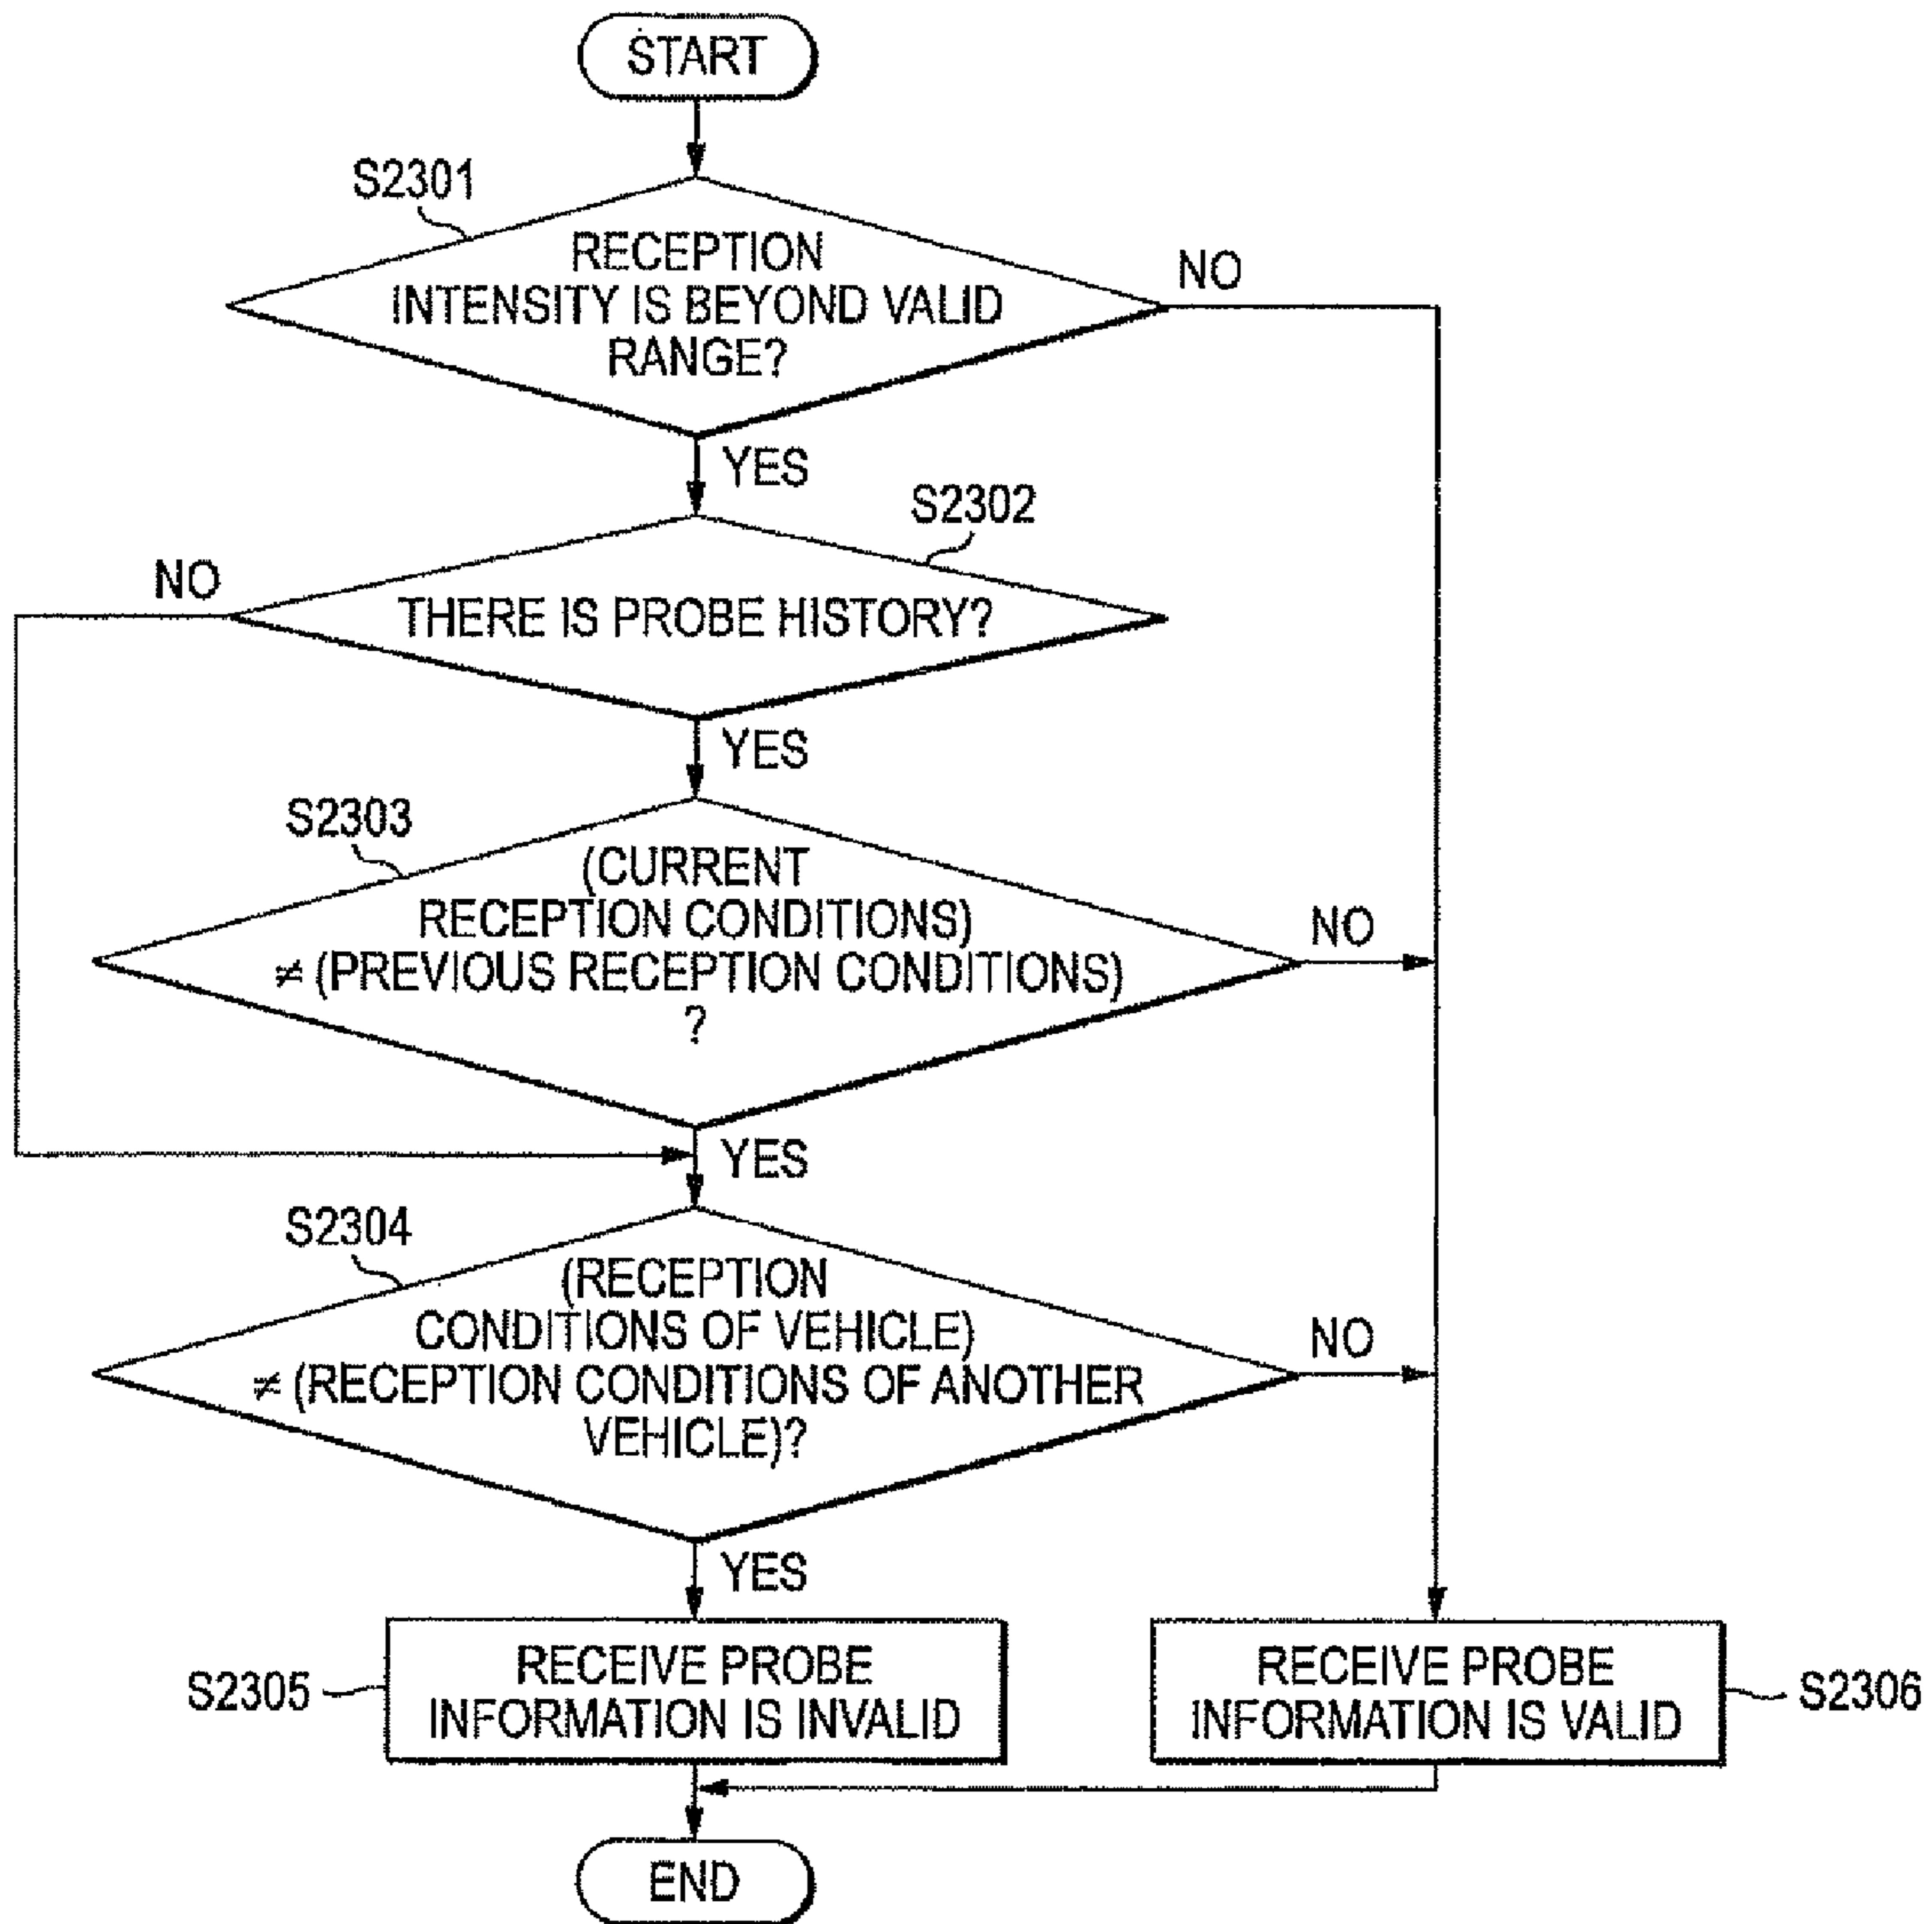 START
S2301
RECEPTION
INTENSITY IS BEYOND VALID
RANGE?
NO
YES
S2302
NO
THERE IS PROBE HISTORY?
YES
S2303
(CURRENT
RECEPTION CONDITIONS)
≠ (PREVIOUS RECEPTION CONDITIONS)
?
NO
YES
S2304
(RECEPTION
CONDITIONS OF VEHICLE)
≠ (RECEPTION CONDITIONS OF ANOTHER
VEHICLE)?
NO
YES
S2305
RECEIVE PROBE
INFORMATION IS INVALID
RECEIVE PROBE
INFORMATION IS VALID
S2306
END